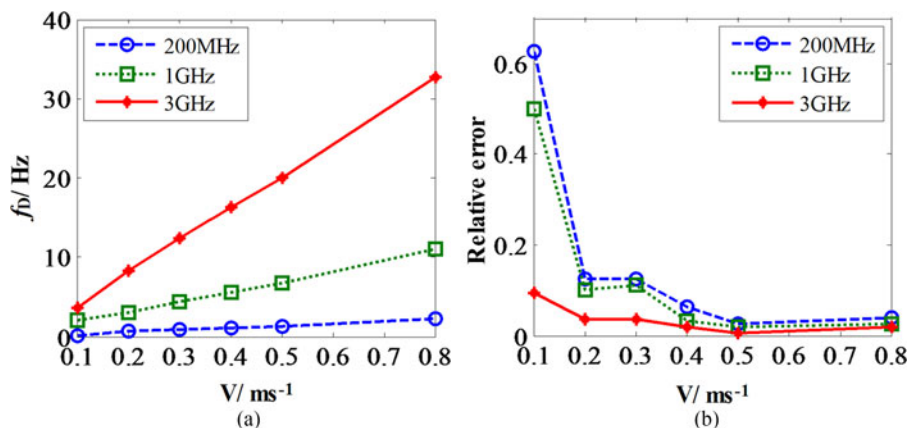 40
30
20
10
0
f_D/ Hz
200MHz
1GHz
3GHz
0.1 0.2 0.3 0.4 0.5 0.6 0.7 0.8
V/ ms⁻¹
(a)
0.6
0.4
0.2
0
Relative error
200MHz
1GHz
3GHz
0.1 0.2 0.3 0.4 0.5 0.6 0.7 0.8
V/ ms⁻¹
(b)